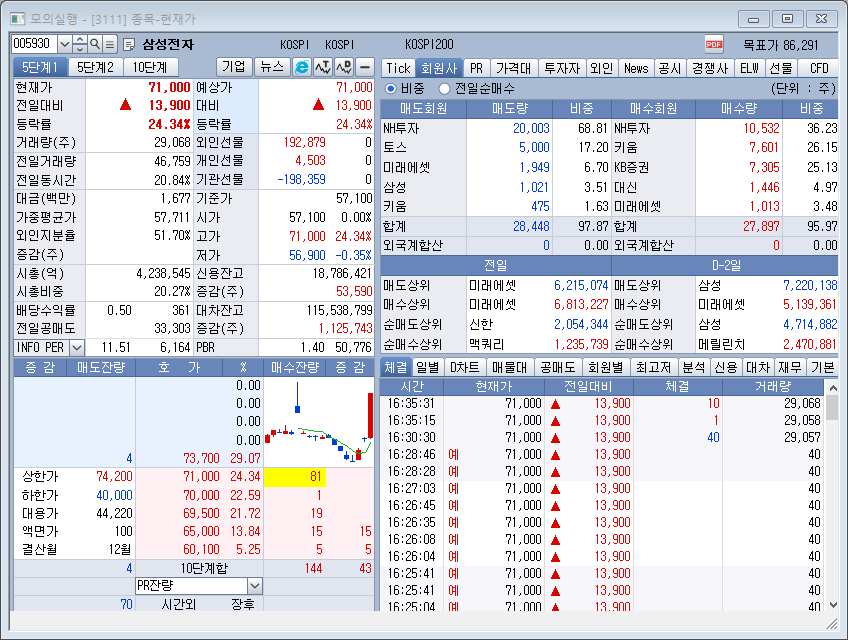 모의실행 - [3111] 종목-현재가
005930 삼성전자 KOSPI KOSPI KOSPI200 PDF 목표가 86,291
5단계1 5단계2 10단계 기업 뉴스
Tick 회원사 PR 가격대 투자자 외인 News 공시 경쟁사 ELW 선물 CFD
비중 전일순매수 (단위 : 주)
현재가 71,000 예상가 71,000
전일대비 ▲ 13,900 대비 ▲ 13,900
등락률 24.34% 등락률 24.34%
거래량(주) 29,068 외인선물 192,879 0
전일거래량 46,759 개인선물 4,503 0
전일동시간 20.84% 기관선물 -198,359 0
대금(백만) 1,677 기준가 57,100
가중평균가 57,711 시가 57,100 0.00%
외인지분율 51.70% 고가 71,000 24.34%
증감(주) 저가 56,900 -0.35%
시총(억) 4,238,545 신용잔고 18,786,421
시총비중 20.27% 증감(주) 53,590
배당수익률 0.50 361 대차잔고 115,538,799
전일공매도 33,303 증감(주) 1,125,743
INFO PER 11.51 6,164 PBR 1.40 50,776
매도회원 매도량 비중 매수회원 매수량 비중
NH투자 20,003 68.81 NH투자 10,532 36.23
토스 5,000 17.20 키움 7,601 26.15
미래에셋 1,949 6.70 KB증권 7,305 25.13
삼성 1,021 3.51 대신 1,446 4.97
키움 475 1.63 미래에셋 1,013 3.48
합계 28,448 97.87 합계 27,897 95.97
외국계합산 0 0.00 외국계합산 0 0.00
전일 D-2일
매도상위 미래에셋 6,215,074 매도상위 삼성 7,220,138
매수상위 미래에셋 6,813,227 매수상위 미래에셋 5,139,361
순매도상위 신한 2,054,344 순매도상위 삼성 4,714,882
순매수상위 맥쿼리 1,235,739 순매수상위 메릴린치 2,470,881
증 감 매도잔량 호 가 % 매수잔량 증 감
0.00
0.00
0.00
0.00
4 73,700 29.07
상한가 74,200 71,000 24.34 81
하한가 40,000 70,000 22.59 1
대용가 44,220 69,500 21.72 19
액면가 100 65,000 13.84 15 15
결산월 12월 60,100 5.25 5 5
4 10단계합 144 43
PR잔량
70 시간외 장후
체결 일별 D차트 매물대 공매도 회원별 최고저 분석 신용 대차 재무 기본
시간 현재가 전일대비 체결 거래량
16:35:31 71,000 ▲ 13,900 10 29,068
16:35:15 71,000 ▲ 13,900 1 29,058
16:30:30 71,000 ▲ 13,900 40 29,057
16:28:46 예 71,000 ▲ 13,900 40
16:28:28 예 71,000 ▲ 13,900 40
16:27:03 예 71,000 ▲ 13,900 40
16:26:45 예 71,000 ▲ 13,900 40
16:26:35 예 71,000 ▲ 13,900 40
16:26:08 예 71,000 ▲ 13,900 40
16:26:04 예 71,000 ▲ 13,900 40
16:25:41 예 71,000 ▲ 13,900 40
16:25:41 예 71,000 ▲ 13,900 40
16:25:04 예 71,000 ▲ 13,900 40